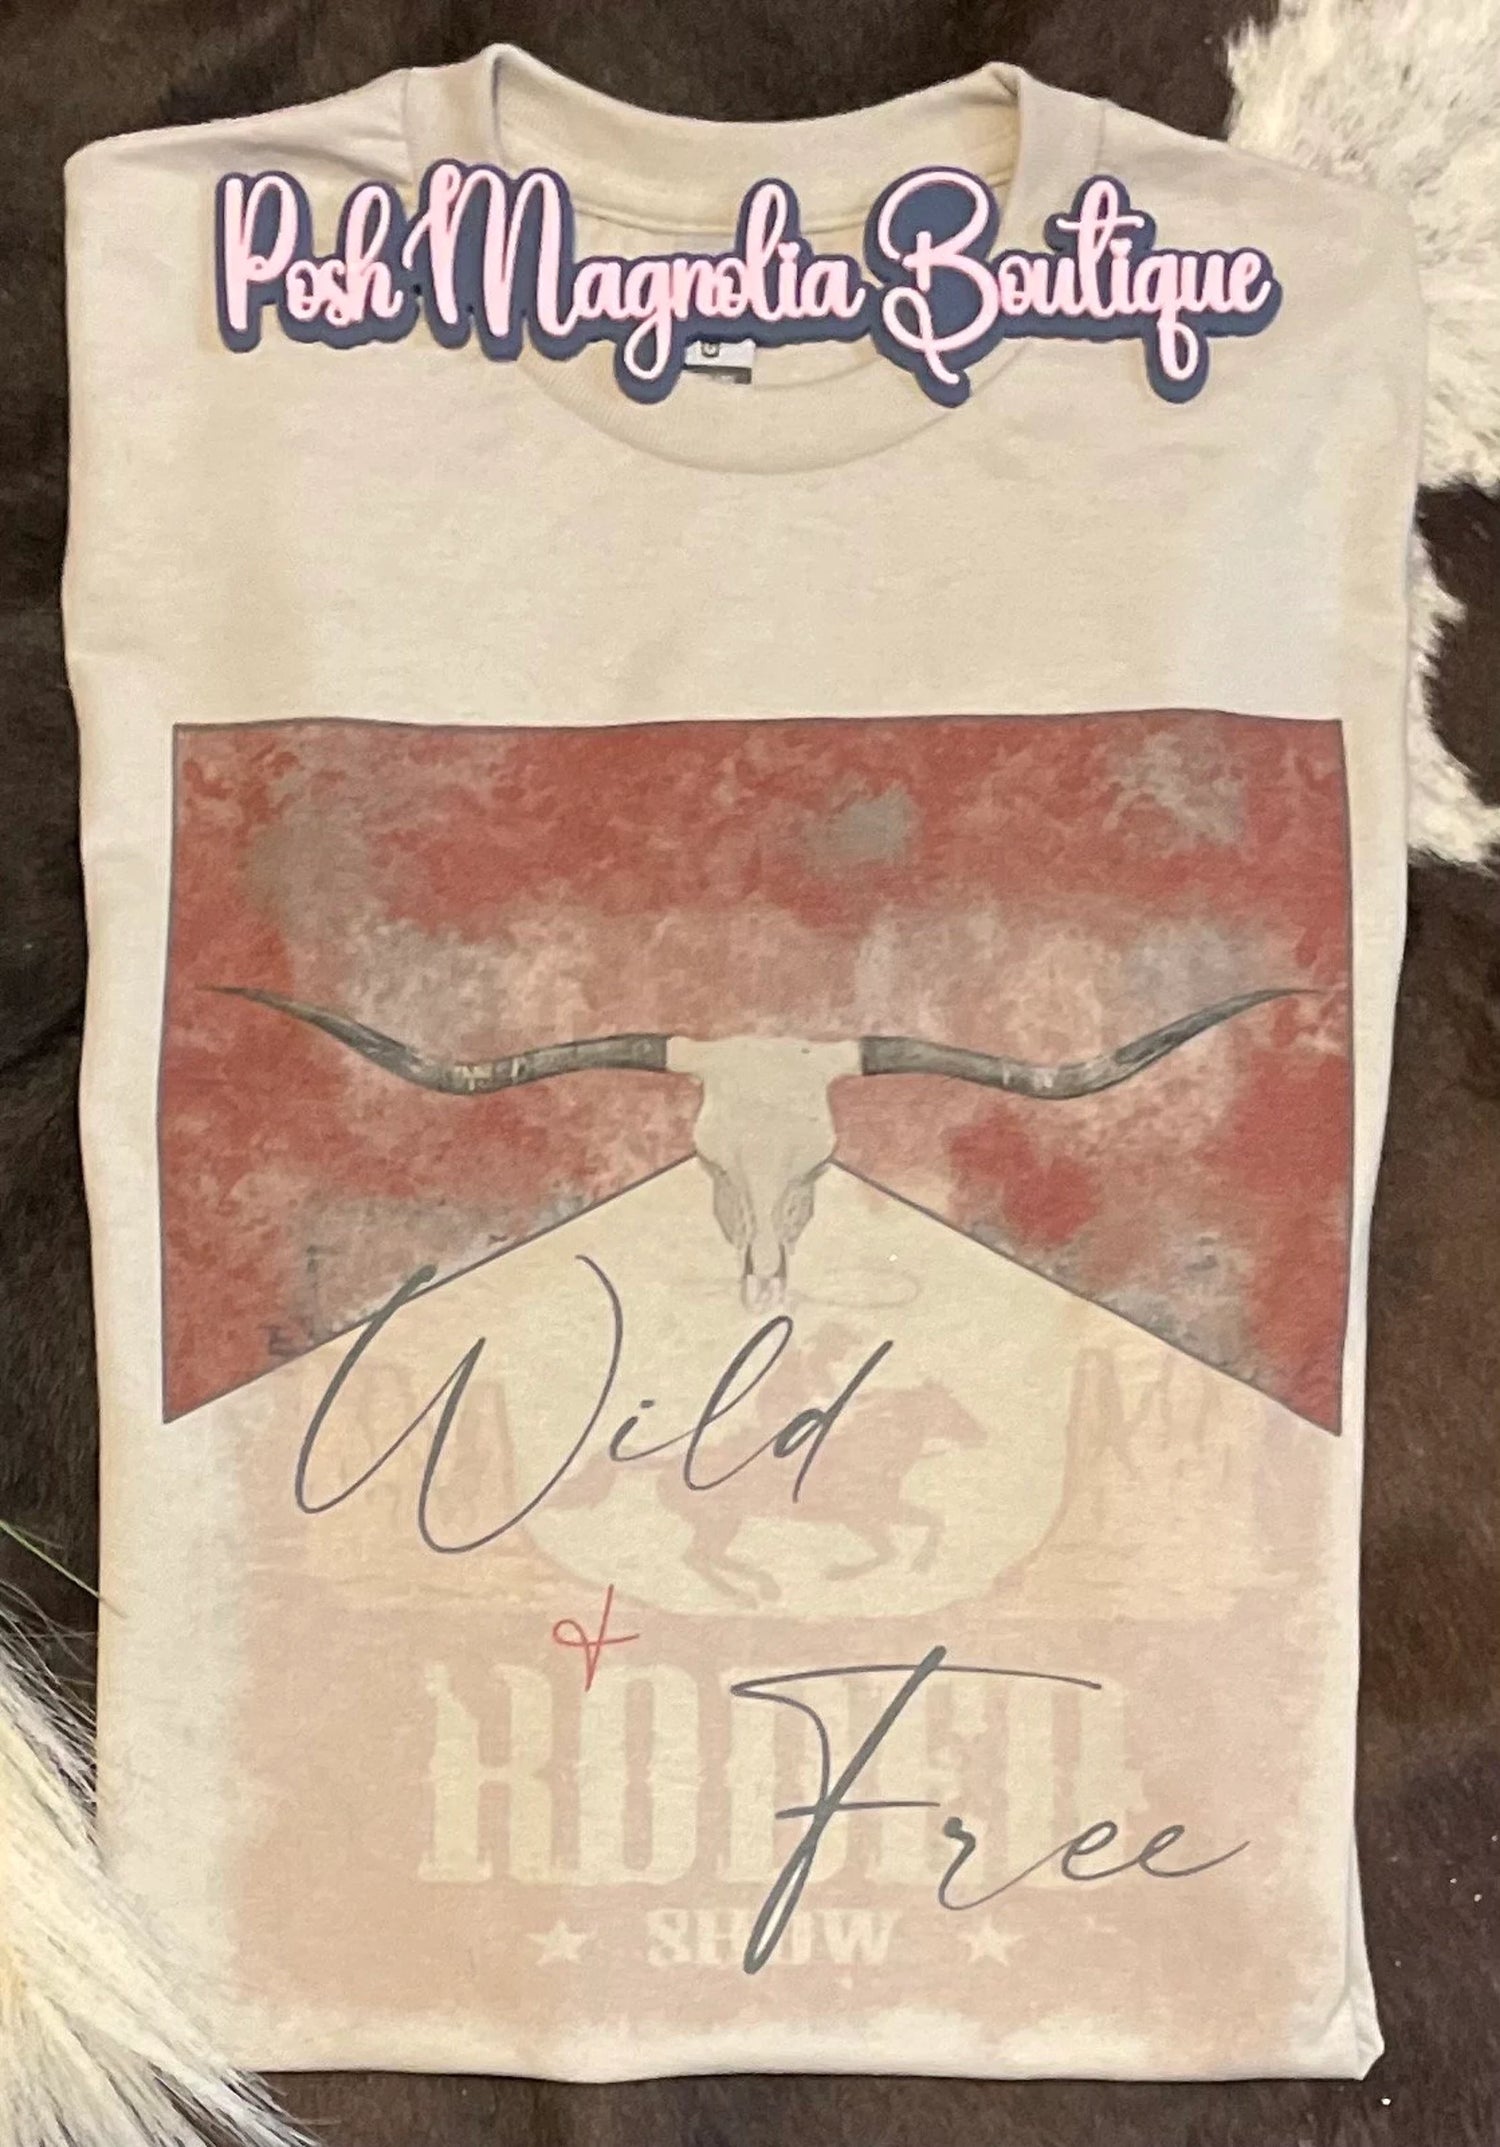 Posh Magnolia Boutique
G
Wild
&
RODEO
Free
SHOW